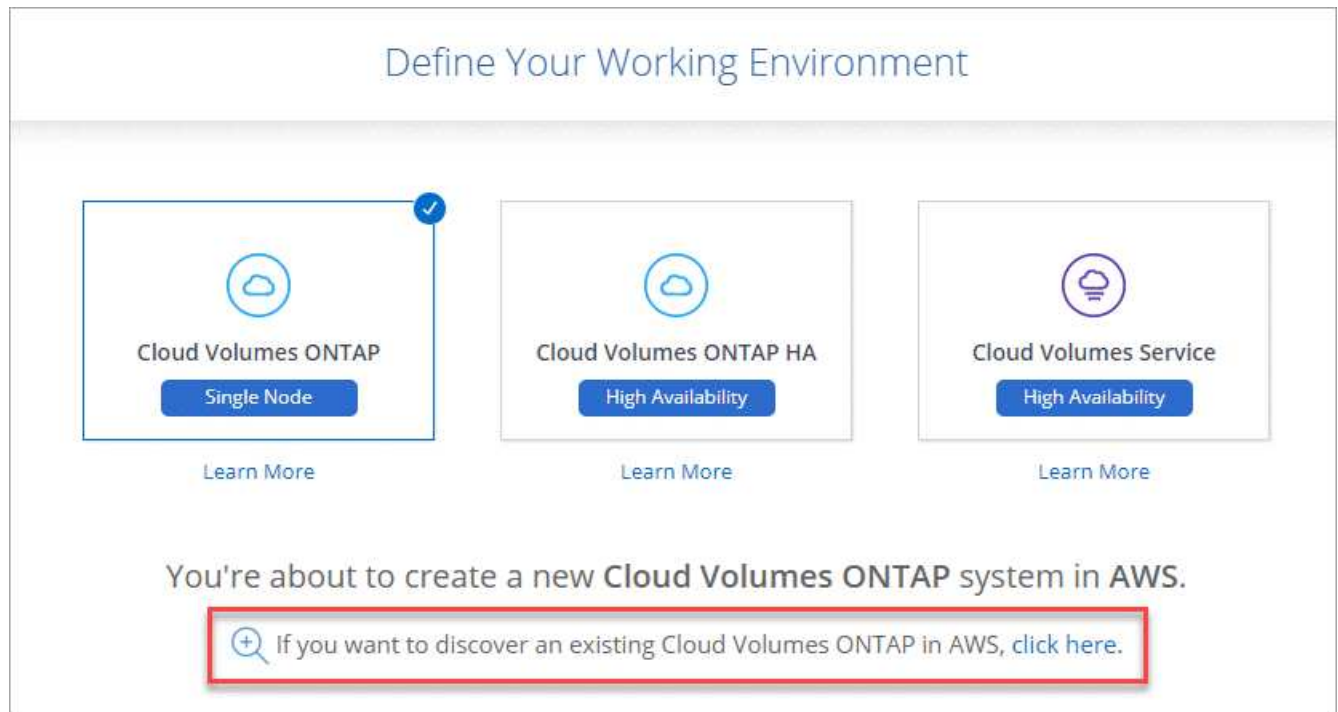 Define Your Working Environment
Cloud Volumes ONTAP
Single Node
Learn More
Cloud Volumes ONTAP HA
High Availability
Learn More
Cloud Volumes Service
High Availability
Learn More
You're about to create a new Cloud Volumes ONTAP system in AWS.
If you want to discover an existing Cloud Volumes ONTAP in AWS, click here.